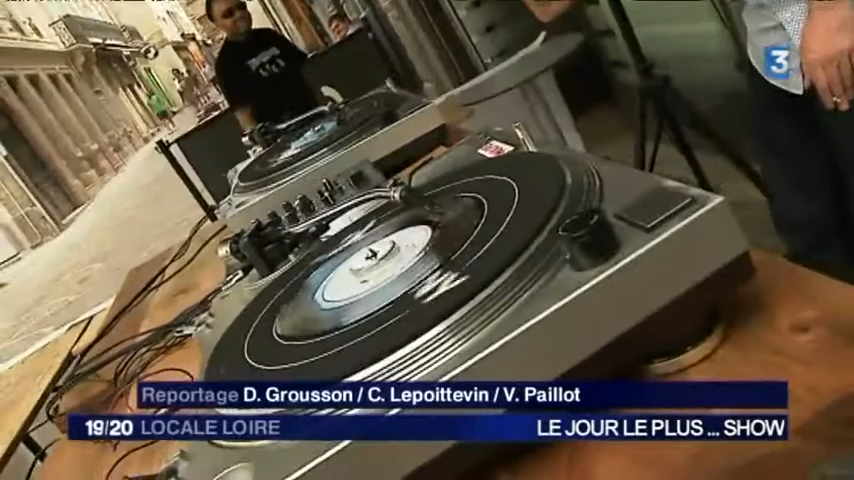 3
Reportage D. Grousson / C. Lepoittevin / V. Paillot
19/20 LOCALE LOIRE LE JOUR LE PLUS... SHOW